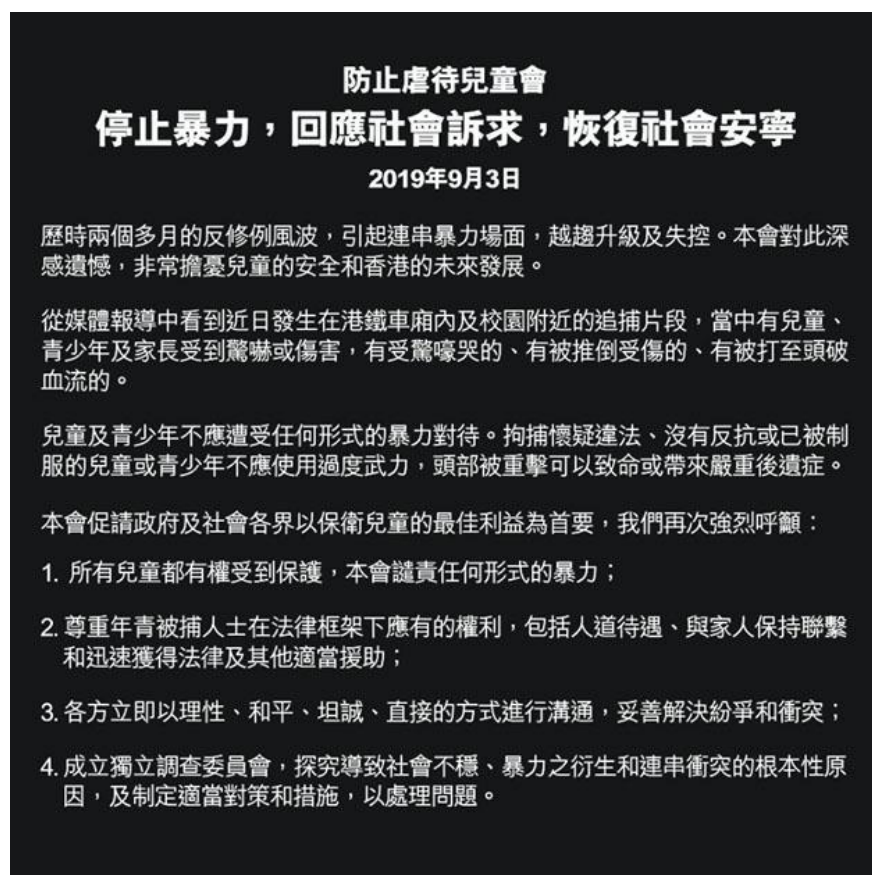 防止虐待兒童會
停止暴力，回應社會訴求，恢復社會安寧
2019年9月3日
歷時兩個多月的反修例風波，引起連串暴力場面，越趨升級及失控。本會對此深
感遺憾，非常擔憂兒童的安全和香港的未來發展。
從媒體報導中看到近日發生在港鐵車廂內及校園附近的追捕片段，當中有兒童、
青少年及家長受到驚嚇或傷害，有受驚嚎哭的、有被推倒受傷的、有被打至頭破
血流的。
兒童及青少年不應遭受任何形式的暴力對待。拘捕懷疑違法、沒有反抗或已被制
服的兒童或青少年不應使用過度武力，頭部被重擊可以致命或帶來嚴重後遺症。
本會促請政府及社會各界以保衛兒童的最佳利益為首要，我們再次強烈呼籲：
1. 所有兒童都有權受到保護，本會譴責任何形式的暴力；
2. 尊重年青被捕人士在法律框架下應有的權利，包括人道待遇、與家人保持聯繫
和迅速獲得法律及其他適當援助；
3. 各方立即以理性、和平、坦誠、直接的方式進行溝通，妥善解決紛爭和衝突；
4. 成立獨立調查委員會，探究導致社會不穩、暴力之衍生和連串衝突的根本性原
因，及制定適當對策和措施，以處理問題。